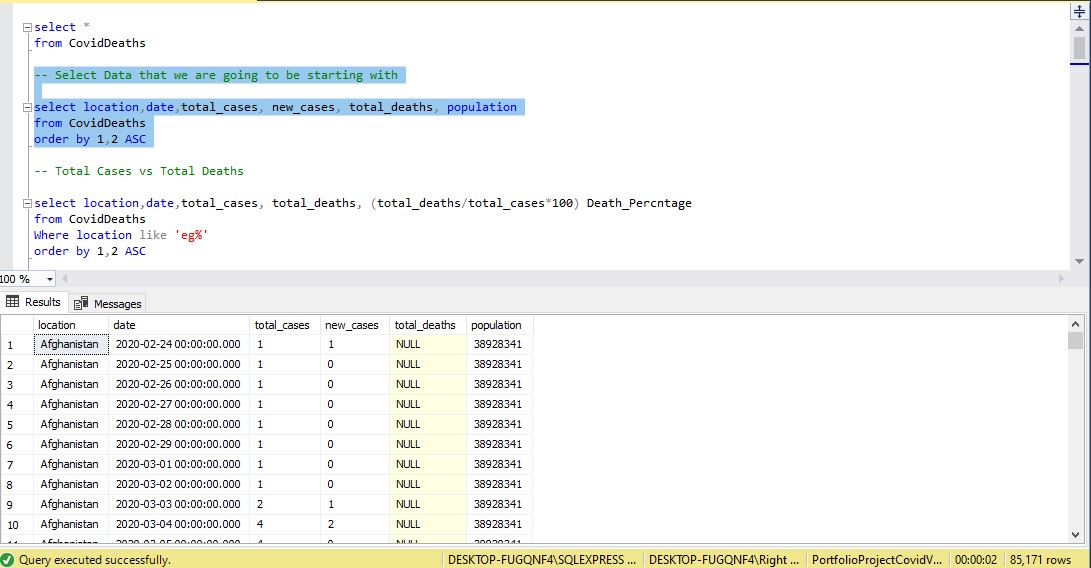 select *
from CovidDeaths
-- Select Data that we are going to be starting with
select location,date,total_cases, new_cases, total_deaths, population
from CovidDeaths
order by 1,2 ASC
-- Total Cases vs Total Deaths
select location,date,total_cases, total_deaths, (total_deaths/total_cases*100) Death_Percntage
from CovidDeaths
Where location like 'eg%'
order by 1,2 ASC
100 %
Results Messages
location date total_cases new_cases total_deaths population
1 Afghanistan 2020-02-24 00:00:00.000 1 1 NULL 38928341
2 Afghanistan 2020-02-25 00:00:00.000 1 0 NULL 38928341
3 Afghanistan 2020-02-26 00:00:00.000 1 0 NULL 38928341
4 Afghanistan 2020-02-27 00:00:00.000 1 0 NULL 38928341
5 Afghanistan 2020-02-28 00:00:00.000 1 0 NULL 38928341
6 Afghanistan 2020-02-29 00:00:00.000 1 0 NULL 38928341
7 Afghanistan 2020-03-01 00:00:00.000 1 0 NULL 38928341
8 Afghanistan 2020-03-02 00:00:00.000 1 0 NULL 38928341
9 Afghanistan 2020-03-03 00:00:00.000 2 1 NULL 38928341
10 Afghanistan 2020-03-04 00:00:00.000 4 2 NULL 38928341
Query executed successfully. DESKTOP-FUGQNF4\SQLEXPRESS ... DESKTOP-FUGQNF4\Right ... PortfolioProjectCovidV... 00:00:02 85,171 rows